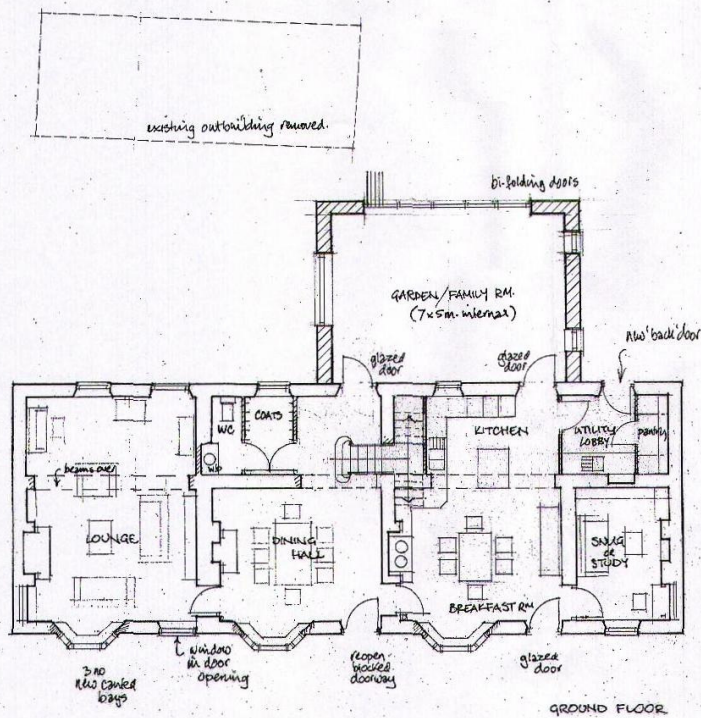 existing outbuilding removed.
bi-folding doors
GARDEN/FAMILY RM.
(7x5m. internal)
new 'back' door
glazed
door
glazed
door
WC
COATS
KITCHEN
UTILITY
LOBBY
pantry
beams over
LOUNGE
DINING
HALL
SNUG
or
STUDY
BREAKFAST RM
3no
new canted
bays
window
in door
opening
reopen
blocked
doorway
glazed
door
GROUND FLOOR